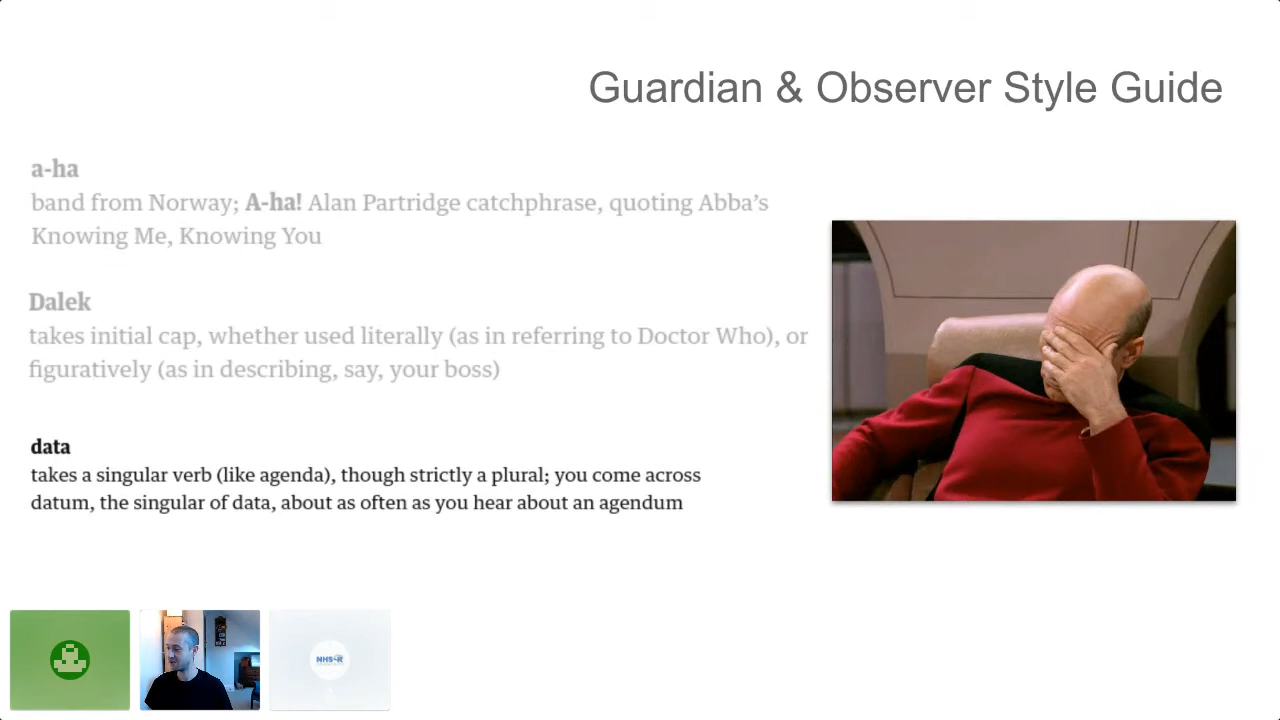 Guardian & Observer Style Guide
a-ha
band from Norway; A-ha! Alan Partridge catchphrase, quoting Abba’s
Knowing Me, Knowing You
Dalek
takes initial cap, whether used literally (as in referring to Doctor Who), or
figuratively (as in describing, say, your boss)
data
takes a singular verb (like agenda), though strictly a plural; you come across
datum, the singular of data, about as often as you hear about an agendum
NHS-R